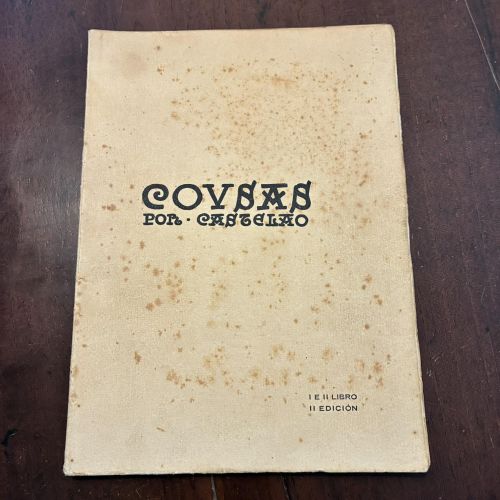 COVSAS
POR · CASTELAO
I E II LIBRO
II EDICIÓN